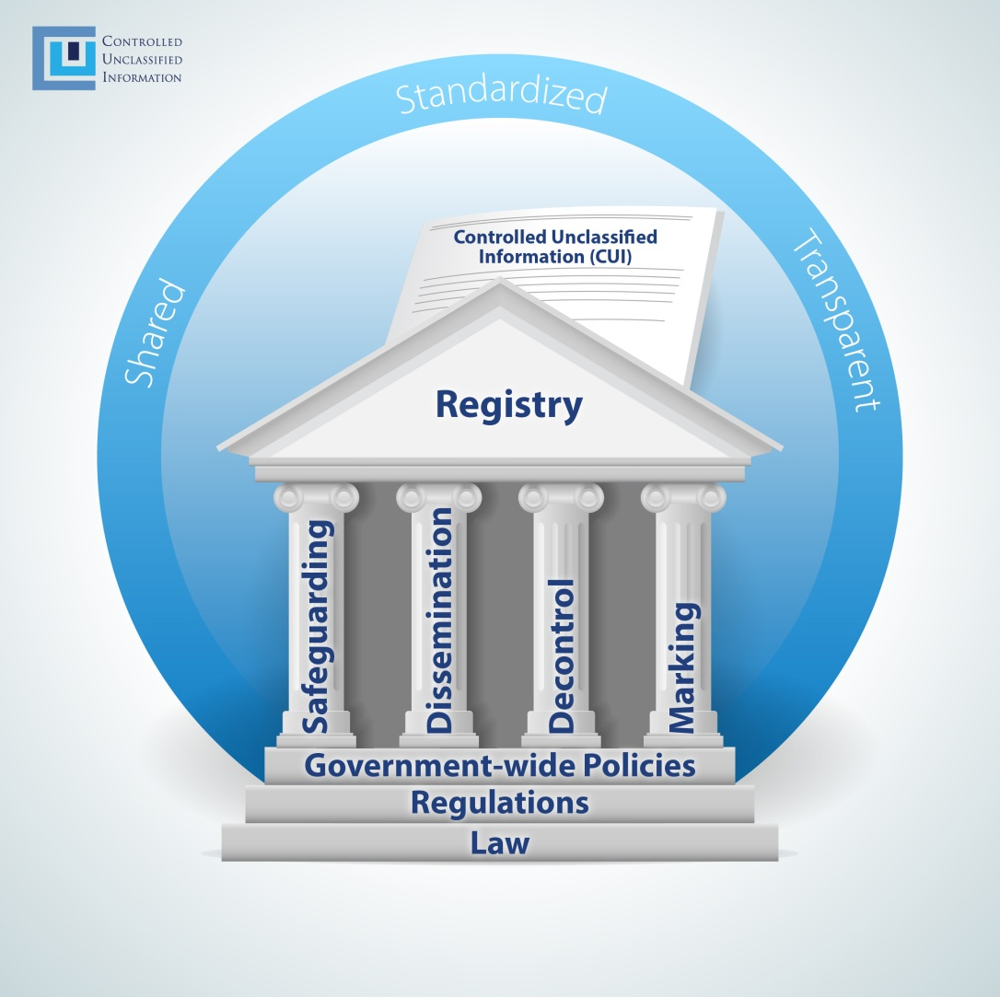 Controlled
Unclassified
Information
Standardized
Shared
Transparent
Controlled Unclassified
Information (CUI)
Registry
Safeguarding
Dissemination
Decontrol
Marking
Government-wide Policies
Regulations
Law